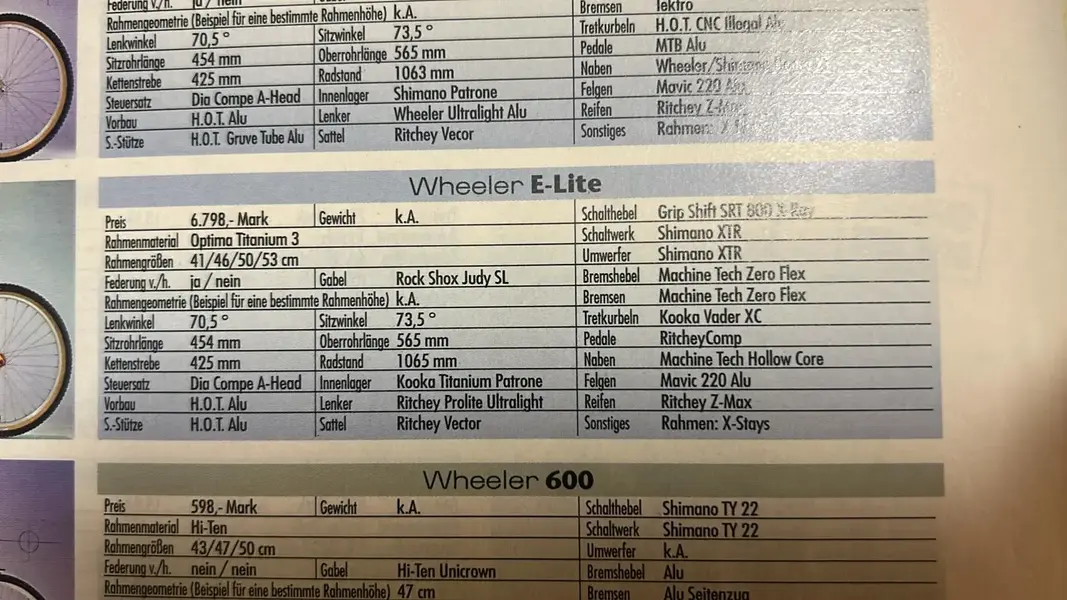 Federung v./h. ja / nein Bremsen Tektro
Rahmengeometrie (Beispiel für eine bestimmte Rahmenhöhe) k.A. Tretkurbeln H.O.T. CNC Illegal
Lenkwinkel 70,5 ° Sitzwinkel 73,5 ° Pedale MTB Alu
Sitzrohrlänge 454 mm Oberrohrlänge 565 mm Naben Wheeler/Shimano
Kettenstrebe 425 mm Radstand 1063 mm Felgen Mavic 220 Alu
Steuersatz Dia Compe A-Head Innenlager Shimano Patrone Reifen Ritchey Z-Max
Vorbau H.O.T. Alu Lenker Wheeler Ultralight Alu Sonstiges Rahmen:
S.-Stütze H.O.T. Gruve Tube Alu Sattel Ritchey Vecor
Wheeler E-Lite
Preis 6.798,- Mark Gewicht k.A. Schalthebel Grip Shift SRT 800 X-Ray
Rahmenmaterial Optima Titanium 3 Schaltwerk Shimano XTR
Rahmengrößen 41/46/50/53 cm Umwerfer Shimano XTR
Federung v./h. ja / nein Gabel Rock Shox Judy SL Bremshebel Machine Tech Zero Flex
Rahmengeometrie (Beispiel für eine bestimmte Rahmenhöhe) k.A. Bremsen Machine Tech Zero Flex
Lenkwinkel 70,5 ° Sitzwinkel 73,5 ° Tretkurbeln Kooka Vader XC
Sitzrohrlänge 454 mm Oberrohrlänge 565 mm Pedale RitcheyComp
Kettenstrebe 425 mm Radstand 1065 mm Naben Machine Tech Hollow Core
Steuersatz Dia Compe A-Head Innenlager Kooka Titanium Patrone Felgen Mavic 220 Alu
Vorbau H.O.T. Alu Lenker Ritchey Prolite Ultralight Reifen Ritchey Z-Max
S.-Stütze H.O.T. Alu Sattel Ritchey Vector Sonstiges Rahmen: X-Stays
Wheeler 600
Preis 598,- Mark Gewicht k.A. Schalthebel Shimano TY 22
Rahmenmaterial Hi-Ten Schaltwerk Shimano TY 22
Rahmengrößen 43/47/50 cm Umwerfer k.A.
Federung v./h. nein / nein Gabel Hi-Ten Unicrown Bremshebel Alu
Rahmengeometrie (Beispiel für eine bestimmte Rahmenhöhe) 47 cm Bremsen Alu Seitenzug